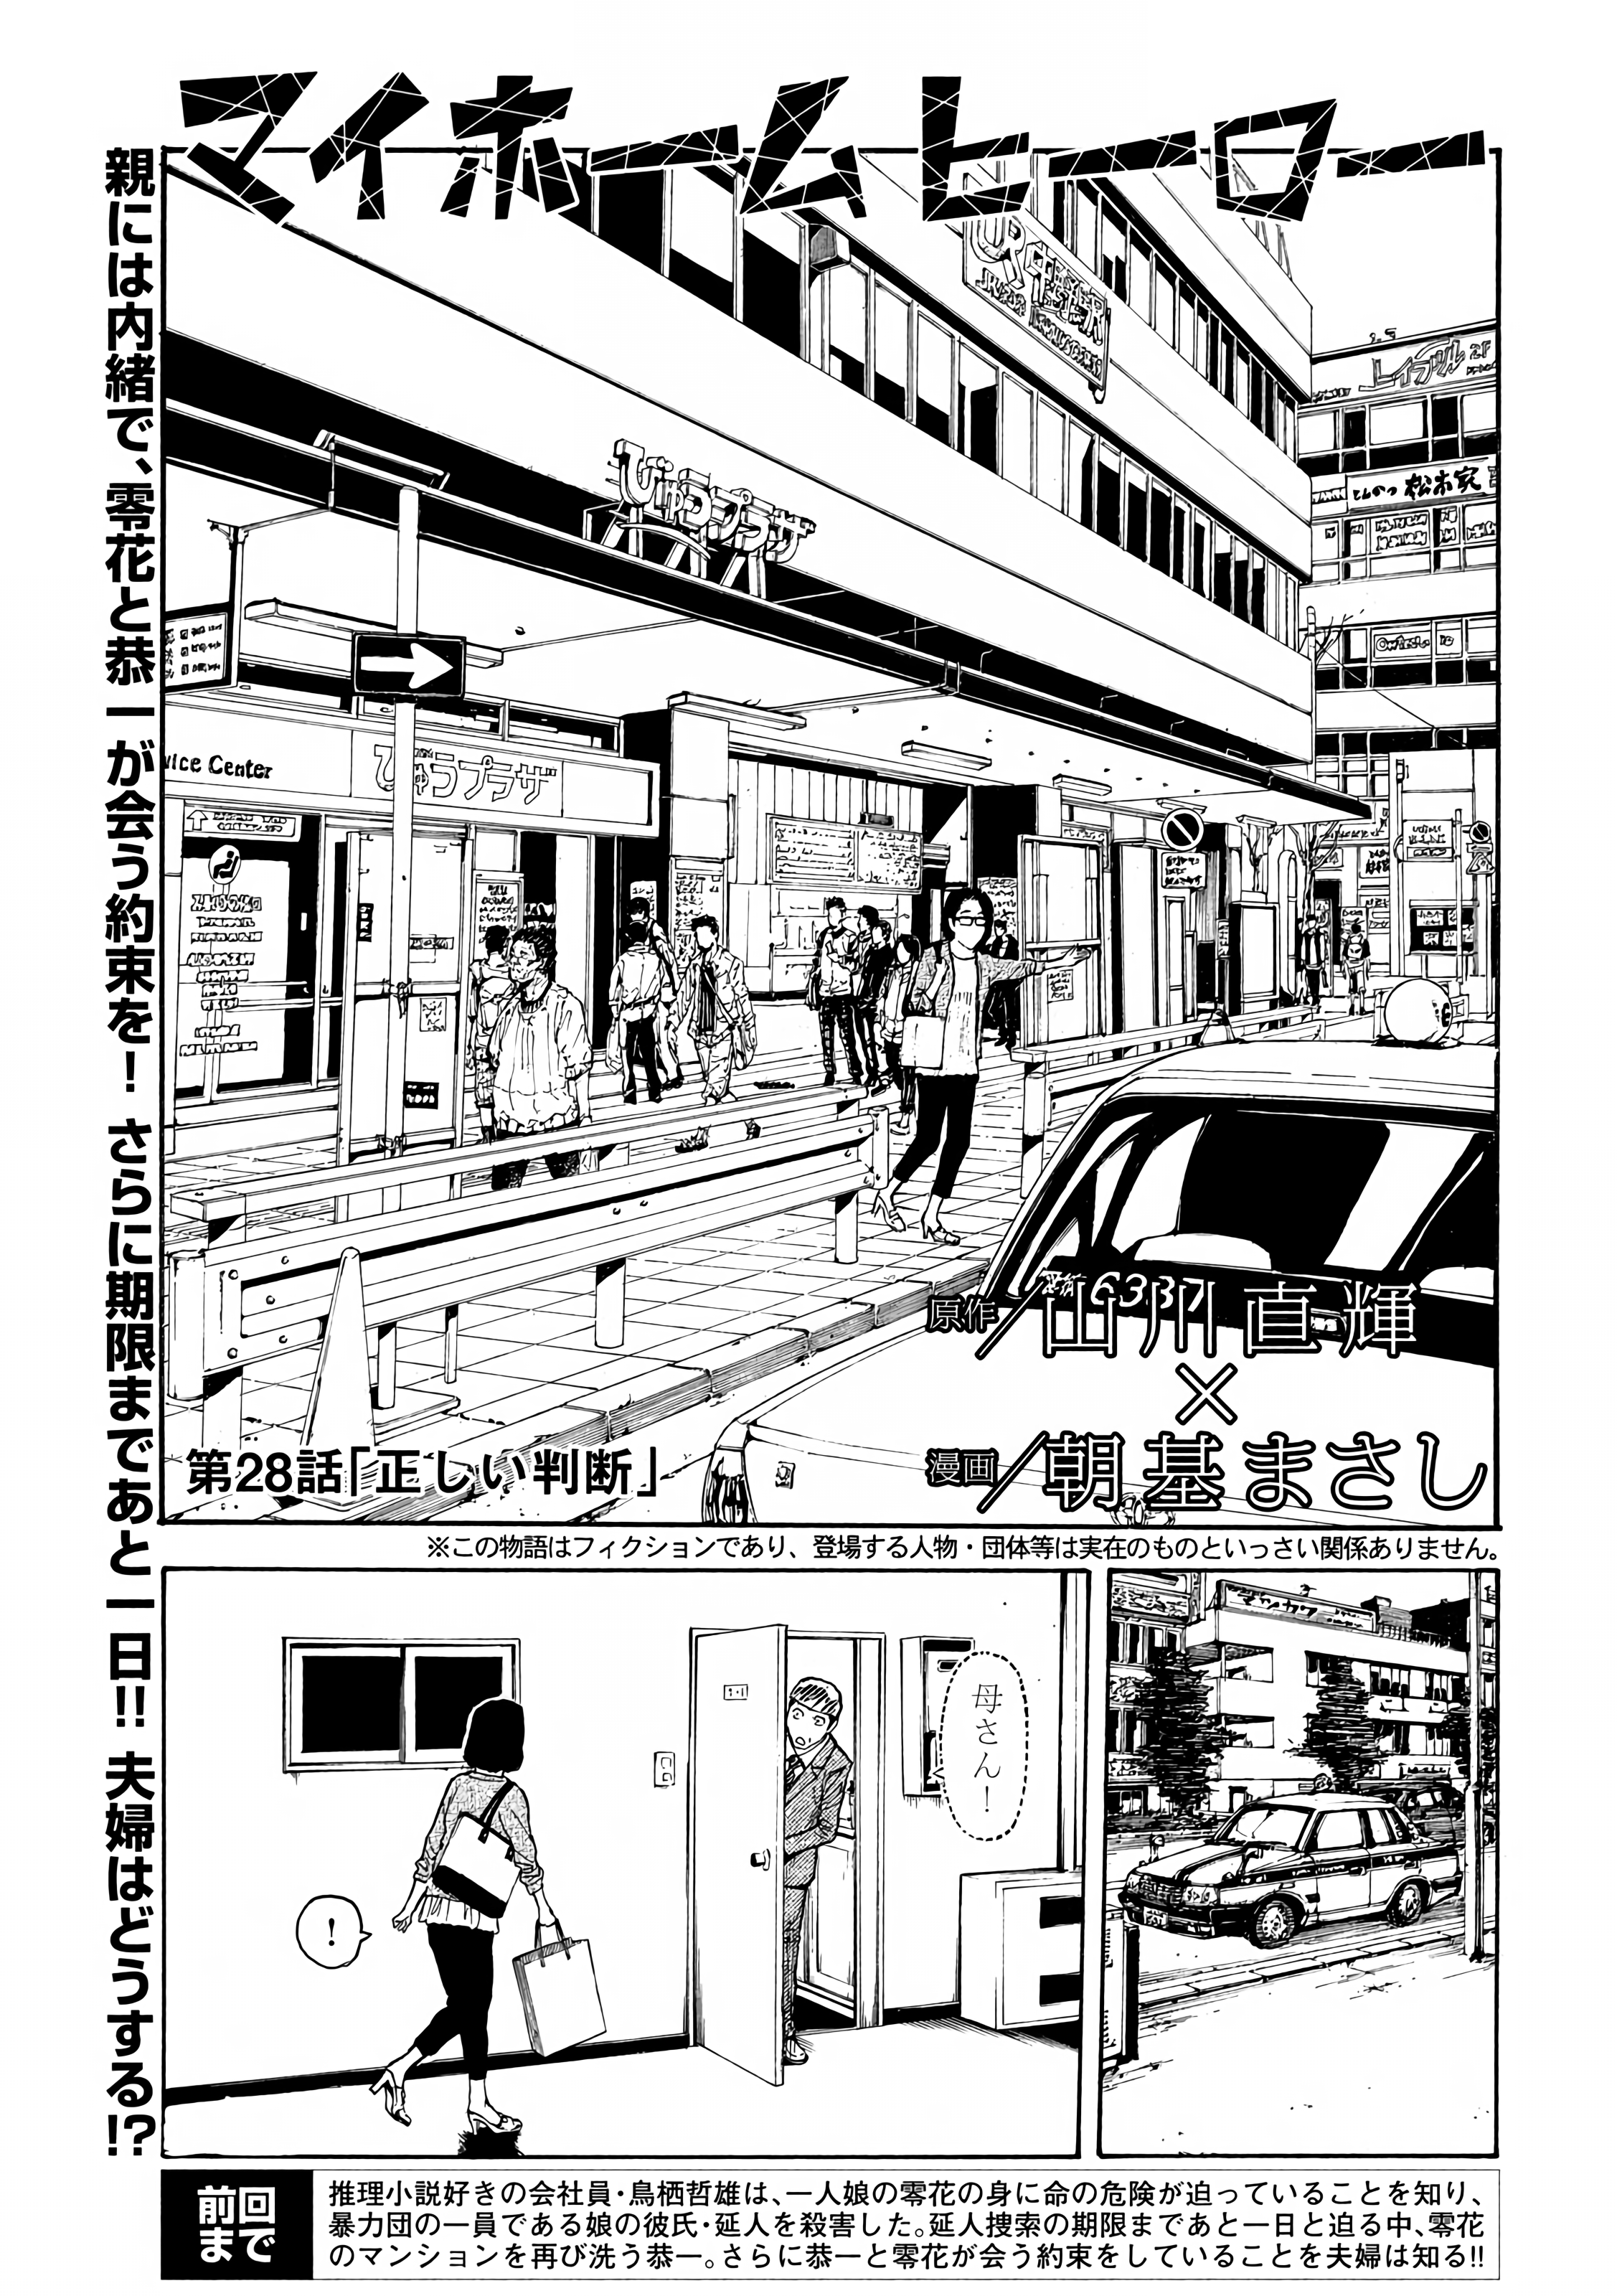 マイホームヒーロー
親には内緒で、零花と恭一が会う約束を！ さらに期限まであと一日!! 夫婦はどうする!?
びゅうプラザ
とんかつ 松木家
vice Center
びゅうプラザ
6337
原作/山川直輝
×
漫画/朝基まさし
第28話「正しい判断」
※この物語はフィクションであり、登場する人物・団体等は実在のものといっさい関係ありません。
母さん！
！
前回まで
推理小説好きの会社員・鳥栖哲雄は、一人娘の零花の身に命の危険が迫っていることを知り、
暴力団の一員である娘の彼氏・延人を殺害した。延人捜索の期限まであと一日と迫る中、零花
のマンションを再び洗う恭一。さらに恭一と零花が会う約束をしていることを夫婦は知る!!